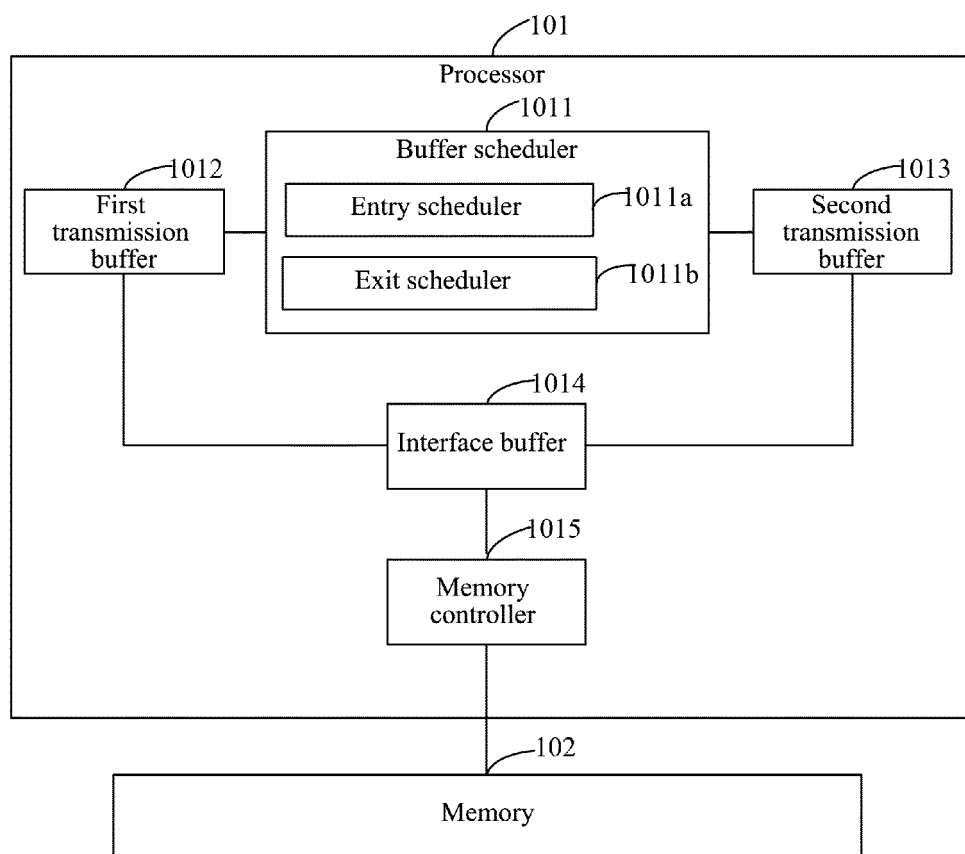 101
Processor
1011
Buffer scheduler
1012
First
transmission
buffer
Entry scheduler
1011a
Exit scheduler
1011b
1013
Second
transmission
buffer
1014
Interface buffer
1015
Memory
controller
102
Memory